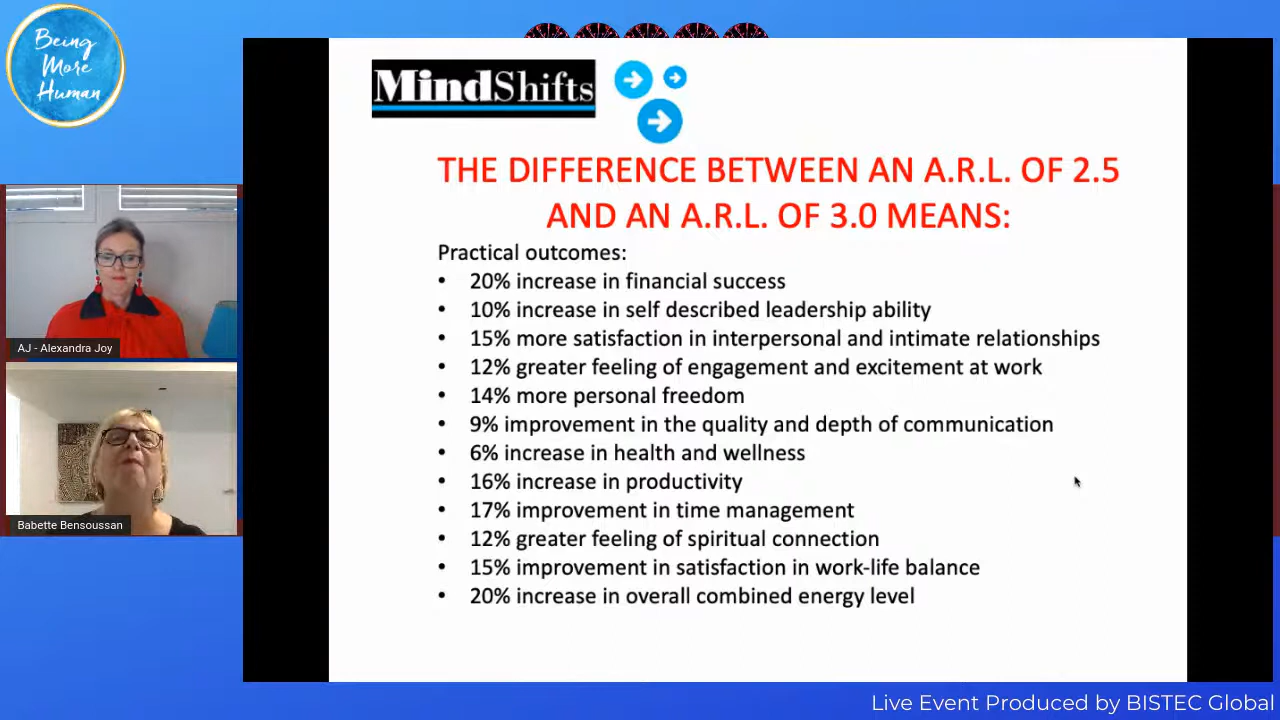 Being
More
Human
MindShifts
THE DIFFERENCE BETWEEN AN A.R.L. OF 2.5
AND AN A.R.L. OF 3.0 MEANS:
Practical outcomes:
• 20% increase in financial success
• 10% increase in self described leadership ability
• 15% more satisfaction in interpersonal and intimate relationships
• 12% greater feeling of engagement and excitement at work
• 14% more personal freedom
• 9% improvement in the quality and depth of communication
• 6% increase in health and wellness
• 16% increase in productivity
• 17% improvement in time management
• 12% greater feeling of spiritual connection
• 15% improvement in satisfaction in work-life balance
• 20% increase in overall combined energy level
AJ - Alexandra Joy
Babette Bensoussan
Live Event Produced by BISTEC Global